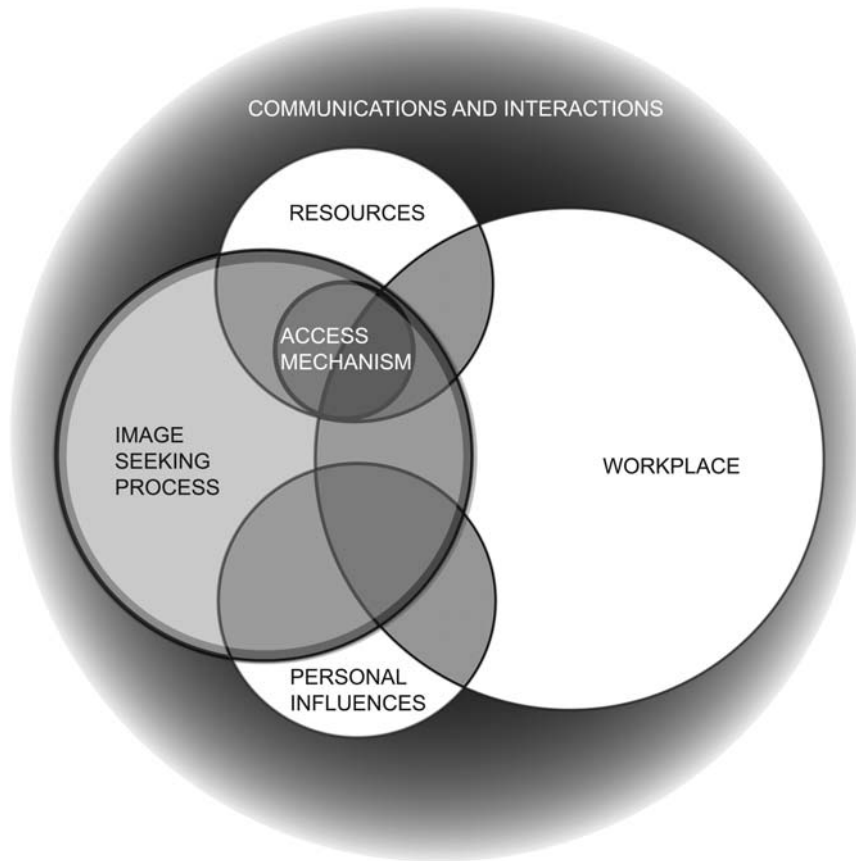 COMMUNICATIONS AND INTERACTIONS
RESOURCES
ACCESS
MECHANISM
IMAGE
SEEKING
PROCESS
WORKPLACE
PERSONAL
INFLUENCES